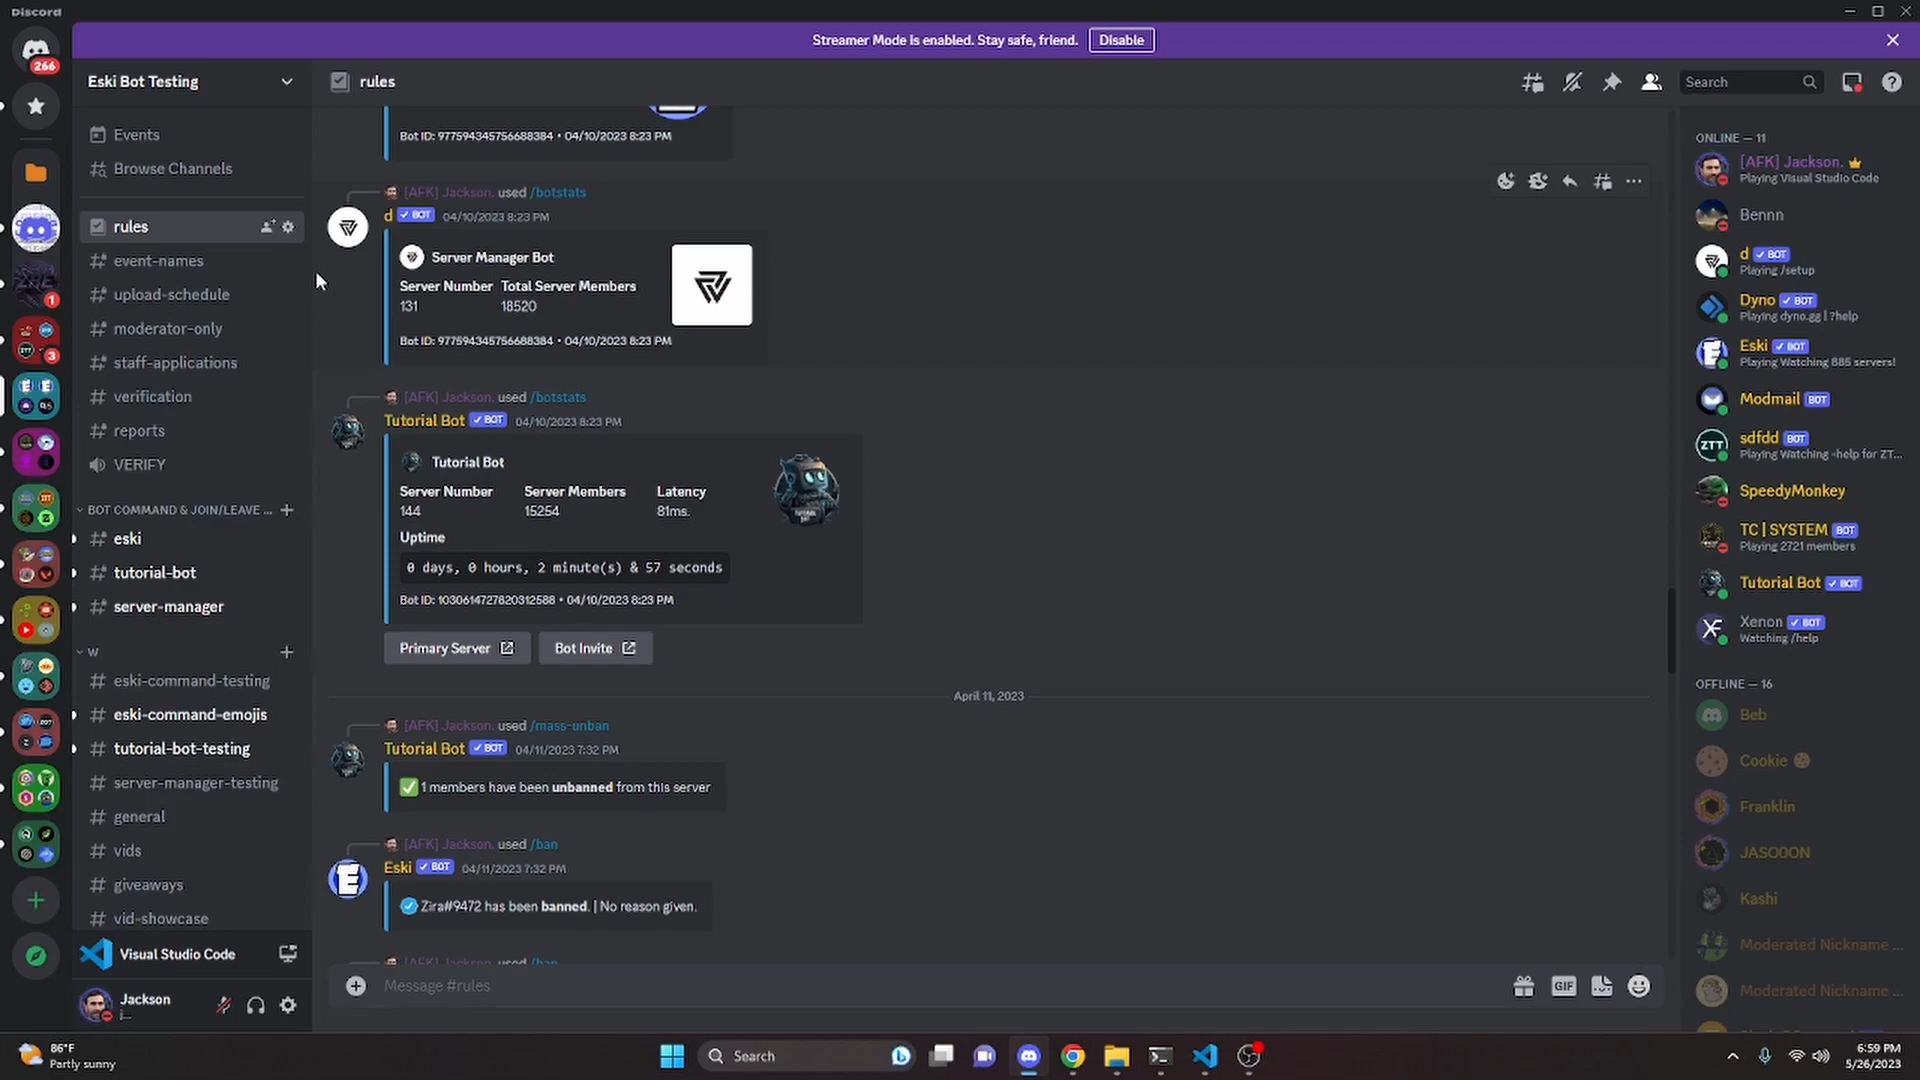 Discord
Streamer Mode is enabled. Stay safe, friend.
Disable
266
Eski Bot Testing
rules
Search
Events
Browse Channels
rules
event-names
upload-schedule
moderator-only
staff-applications
verification
reports
VERIFY
BOT COMMAND & JOIN/LEAVE ...
eski
tutorial-bot
server-manager
W
eski-command-testing
eski-command-emojis
tutorial-bot-testing
server-manager-testing
general
vids
giveaways
vid-showcase
Visual Studio Code
Jackson
1
3
Bot ID: 977594345756688384 • 04/10/2023 8:23 PM
[AFK] Jackson. used /botstats
d BOT 04/10/2023 8:23 PM
Server Manager Bot
Server Number Total Server Members
131 18520
Bot ID: 977594345756688384 • 04/10/2023 8:23 PM
[AFK] Jackson. used /botstats
Tutorial Bot BOT 04/10/2023 8:23 PM
Tutorial Bot
Server Number Server Members Latency
144 15254 81ms.
Uptime
0 days, 0 hours, 2 minute(s) & 57 seconds
Bot ID: 1030614727820312588 • 04/10/2023 8:23 PM
Primary Server
Bot Invite
April 11, 2023
[AFK] Jackson. used /mass-unban
Tutorial Bot BOT 04/11/2023 7:32 PM
1 members have been unbanned from this server
[AFK] Jackson. used /ban
Eski BOT 04/11/2023 7:32 PM
Zira#9472 has been banned. | No reason given.
[AFK] Jackson. used /ban
Message #rules
GIF
ONLINE — 11
[AFK] Jackson.
Playing Visual Studio Code
Bennn
d BOT
Playing /setup
Dyno BOT
Playing dyno.gg | ?help
Eski BOT
Playing Watching 885 servers!
Modmail BOT
sdfdd BOT
Playing Watching -help for ZT...
SpeedyMonkey
TC | SYSTEM BOT
Playing 2721 members
Tutorial Bot BOT
Xenon BOT
Watching /help
OFFLINE — 16
Beb
Cookie
Franklin
JASO0ON
Kashi
Moderated Nickname ...
Moderated Nickname ...
86°F
Partly sunny
Search
6:59 PM
5/26/2023